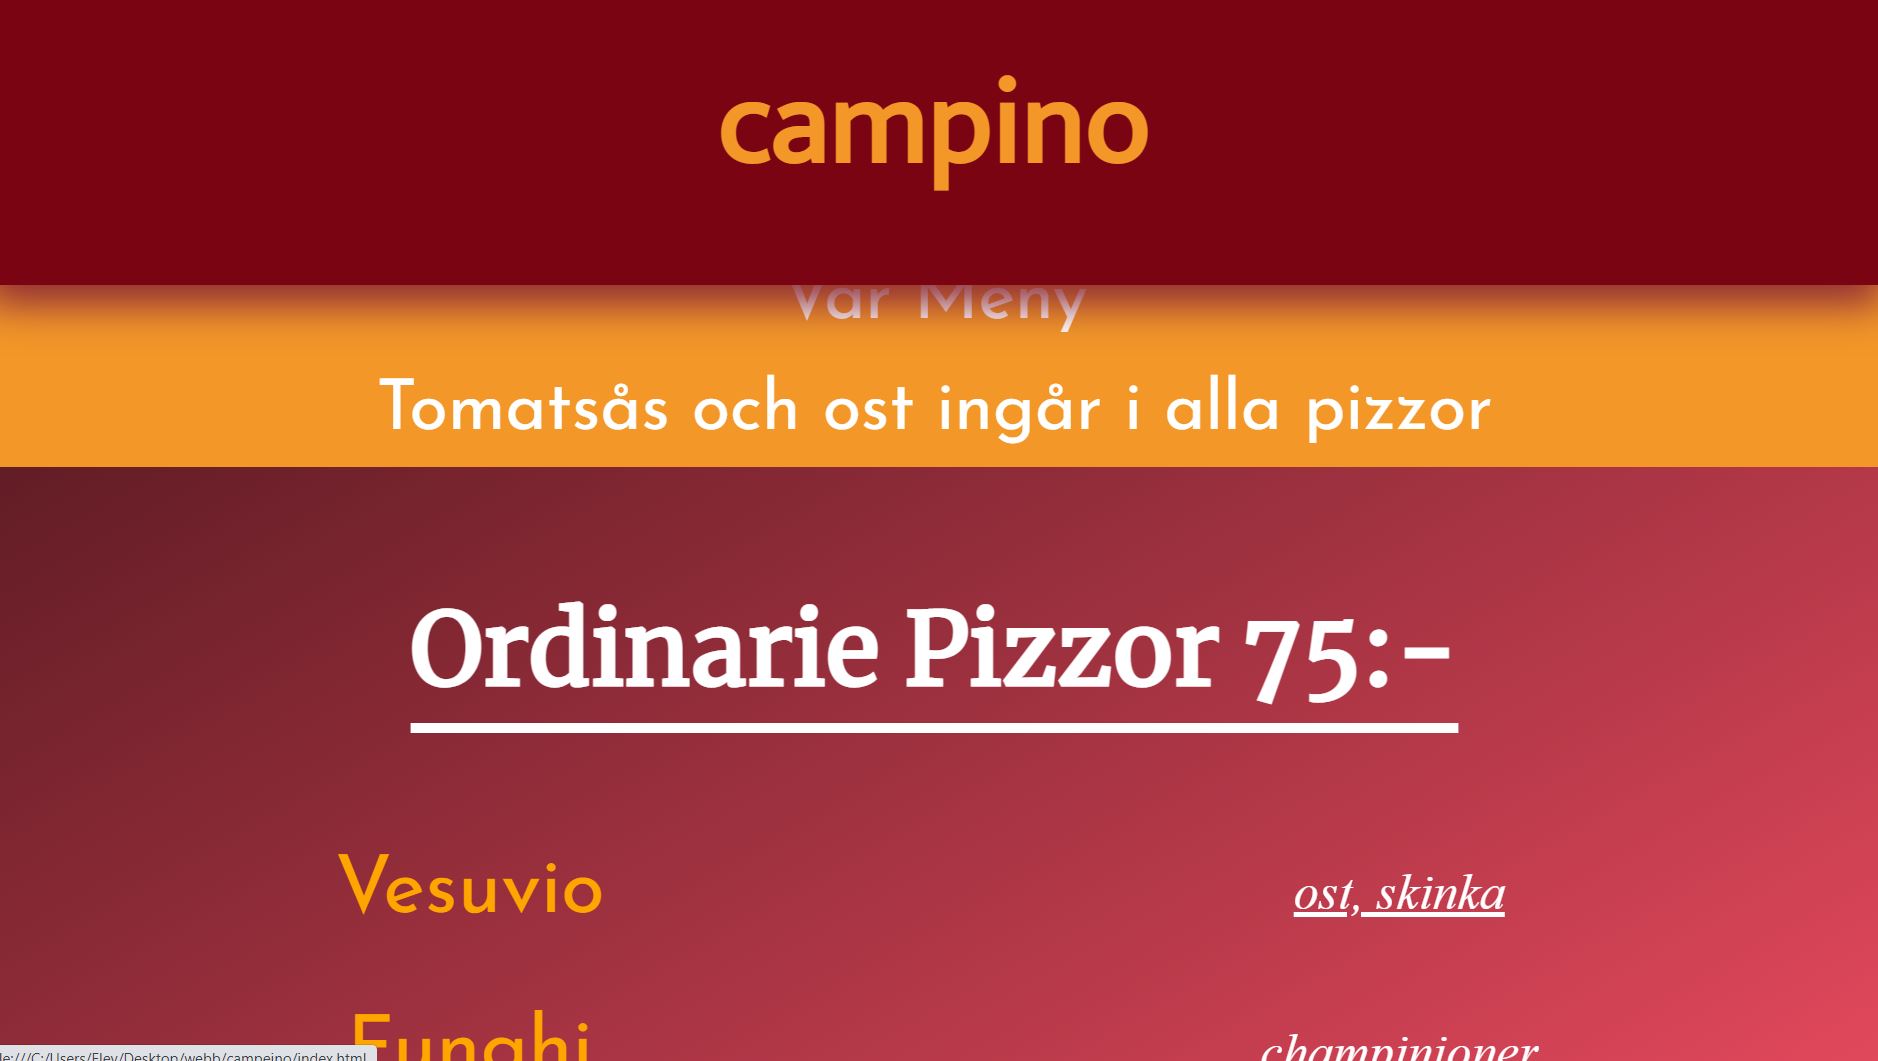 campino
Vår Meny
Tomatsås och ost ingår i alla pizzor
Ordinarie Pizzor 75:-
Vesuvio
ost, skinka
Funghi
champinjoner
le:///C:/Users/Elev/Desktop/webb/campeino/index.html